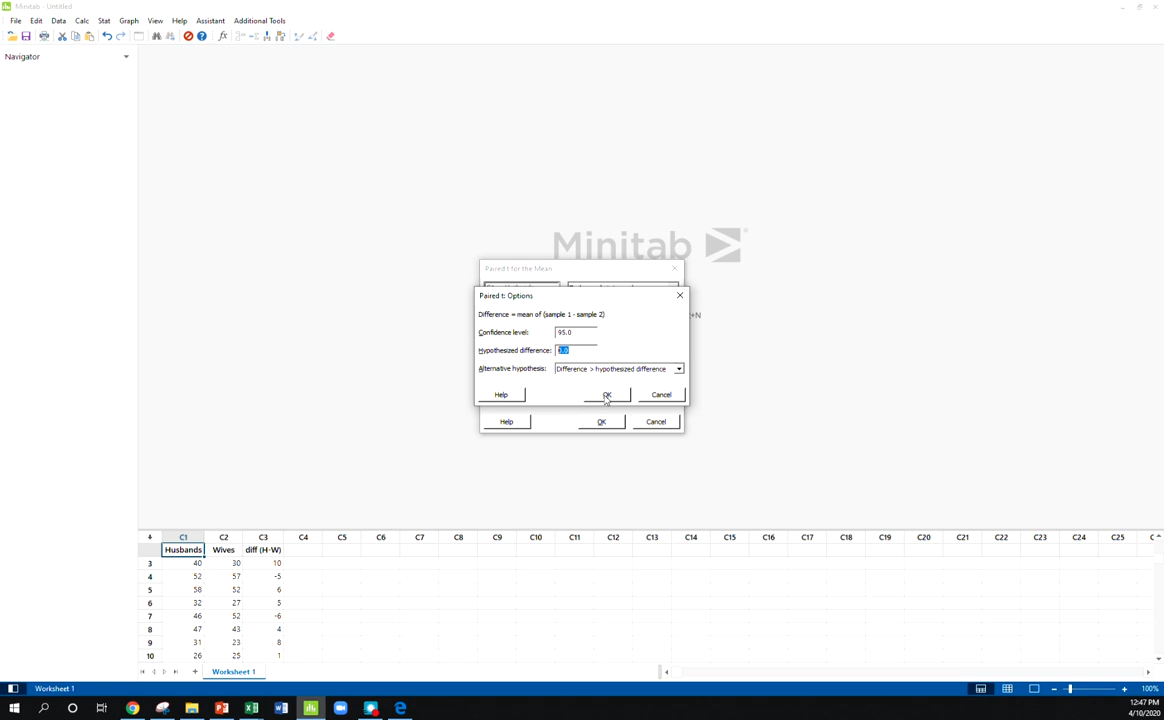 Minitab - Untitled
File Edit Data Calc Stat Graph View Help Assistant Additional Tools
Navigator
Minitab
Paired t for the Mean
Paired t: Options
Difference = mean of (sample 1 - sample 2)
Confidence level: 95.0
Hypothesized difference: 0.0
Alternative hypothesis: Difference > hypothesized difference
Help OK Cancel
Help OK Cancel
C1 C2 C3 C4 C5 C6 C7 C8 C9 C10 C11 C12 C13 C14 C15 C16 C17 C18 C19 C20 C21 C22 C23 C24 C25
Husbands Wives diff (H-W)
3 40 30 10
4 52 57 -5
5 58 52 6
6 32 27 5
7 46 52 -6
8 47 43 4
9 31 23 8
10 26 25 1
Worksheet 1
Worksheet 1
100%
12:47 PM
4/10/2020